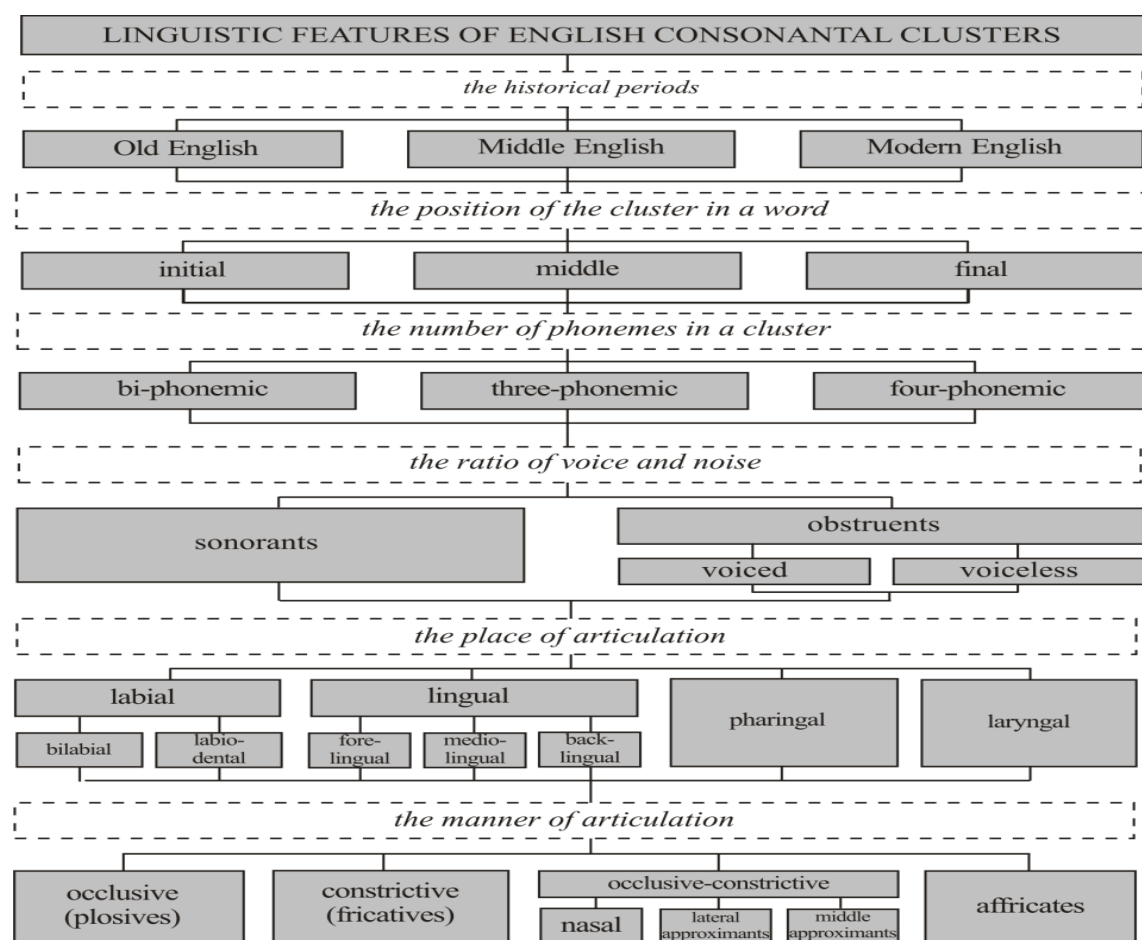 LINGUISTIC FEATURES OF ENGLISH CONSONANTAL CLUSTERS
the historical periods
Old English
Middle English
Modern English
the position of the cluster in a word
initial
middle
final
the number of phonemes in a cluster
bi-phonemic
three-phonemic
four-phonemic
the ratio of voice and noise
sonorants
obstruents
voiced
voiceless
the place of articulation
labial
lingual
pharingal
laryngal
bilabial
labio-
dental
fore-
lingual
medio-
lingual
back-
lingual
the manner of articulation
occlusive
(plosives)
constrictive
(fricatives)
occlusive-constrictive
nasal
lateral
approximants
middle
approximants
affricates